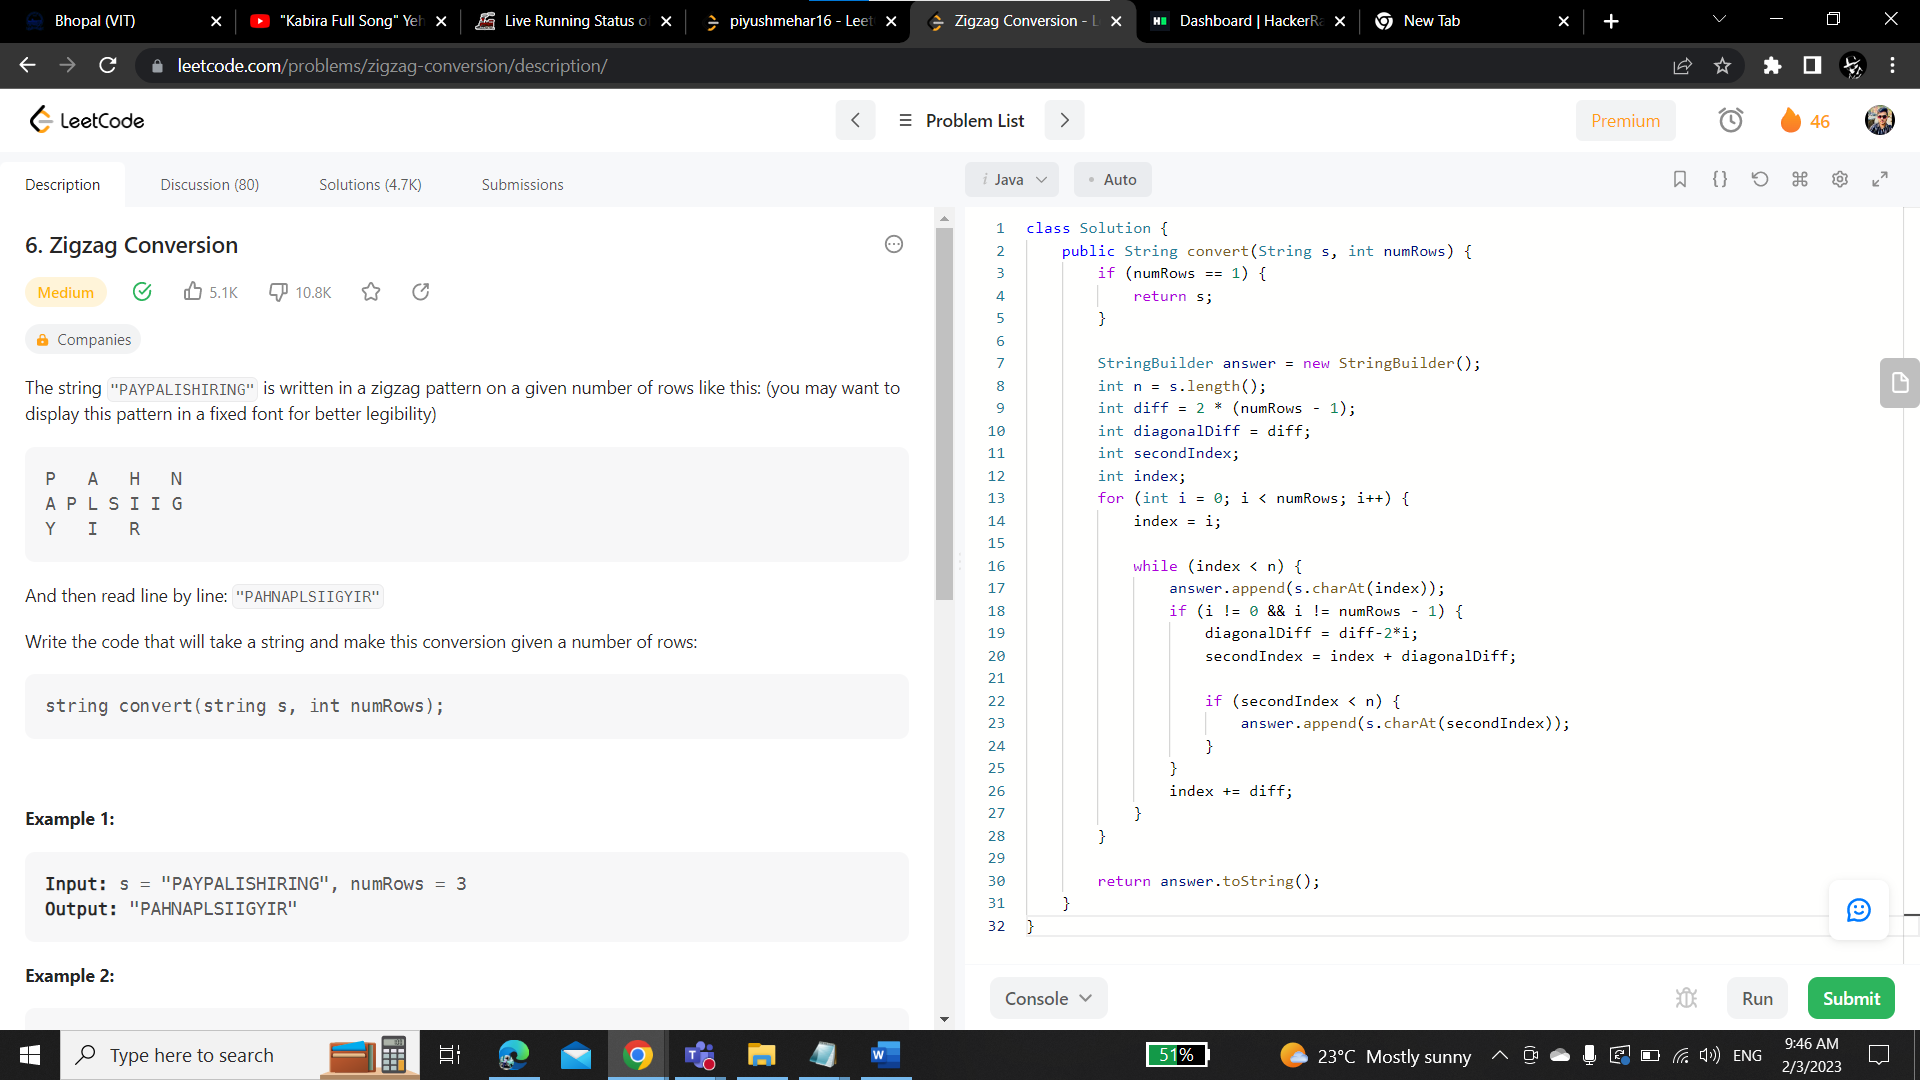 Bhopal (VIT)
"Kabira Full Song" Yeh
Live Running Status o
piyushmehar16 - Leet
Zigzag Conversion - L
Dashboard | HackerRa
New Tab
leetcode.com/problems/zigzag-conversion/description/
LeetCode
Problem List
Premium
46
Description
Discussion (80)
Solutions (4.7K)
Submissions
i Java
Auto
6. Zigzag Conversion
Medium
5.1K
10.8K
Companies
The string "PAYPALISHIRING" is written in a zigzag pattern on a given number of rows like this: (you may want to
display this pattern in a fixed font for better legibility)
P   A   H   N
A P L S I I G
Y   I   R
And then read line by line: "PAHNAPLSIIGYIR"
Write the code that will take a string and make this conversion given a number of rows:
string convert(string s, int numRows);
Example 1:
Input: s = "PAYPALISHIRING", numRows = 3
Output: "PAHNAPLSIIGYIR"
Example 2:
1 class Solution {
2     public String convert(String s, int numRows) {
3         if (numRows == 1) {
4             return s;
5         }
6
7         StringBuilder answer = new StringBuilder();
8         int n = s.length();
9         int diff = 2 * (numRows - 1);
10         int diagonalDiff = diff;
11         int secondIndex;
12         int index;
13         for (int i = 0; i < numRows; i++) {
14             index = i;
15
16             while (index < n) {
17                 answer.append(s.charAt(index));
18                 if (i != 0 && i != numRows - 1) {
19                     diagonalDiff = diff-2*i;
20                     secondIndex = index + diagonalDiff;
21
22                     if (secondIndex < n) {
23                         answer.append(s.charAt(secondIndex));
24                     }
25                 }
26                 index += diff;
27             }
28         }
29
30         return answer.toString();
31     }
32 }
Console
Run
Submit
Type here to search
51%
23°C Mostly sunny
ENG
9:46 AM
2/3/2023